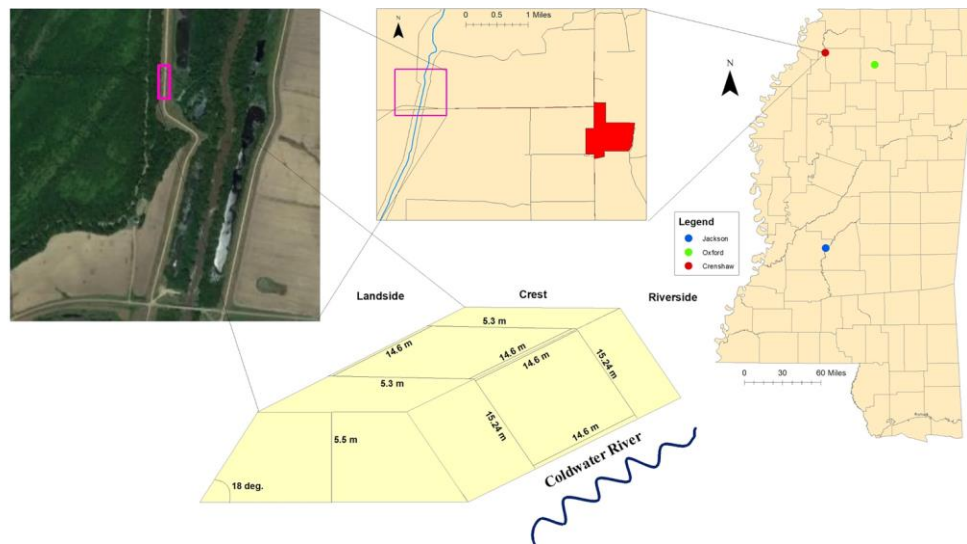 N
0 0.5 1 Miles
N
Legend
Jackson
Oxford
Crenshaw
0 30 60 Miles
Landside
Crest
Riverside
5.3 m
14.6 m
14.6 m
14.6 m
15.24 m
5.3 m
15.24 m
14.6 m
5.5 m
18 deg.
Coldwater River